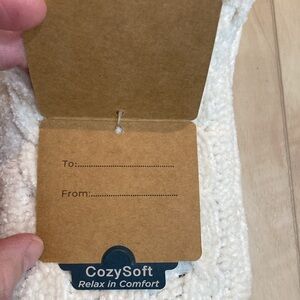 To:..............................
From:..............................
CozySoft
Relax in Comfort